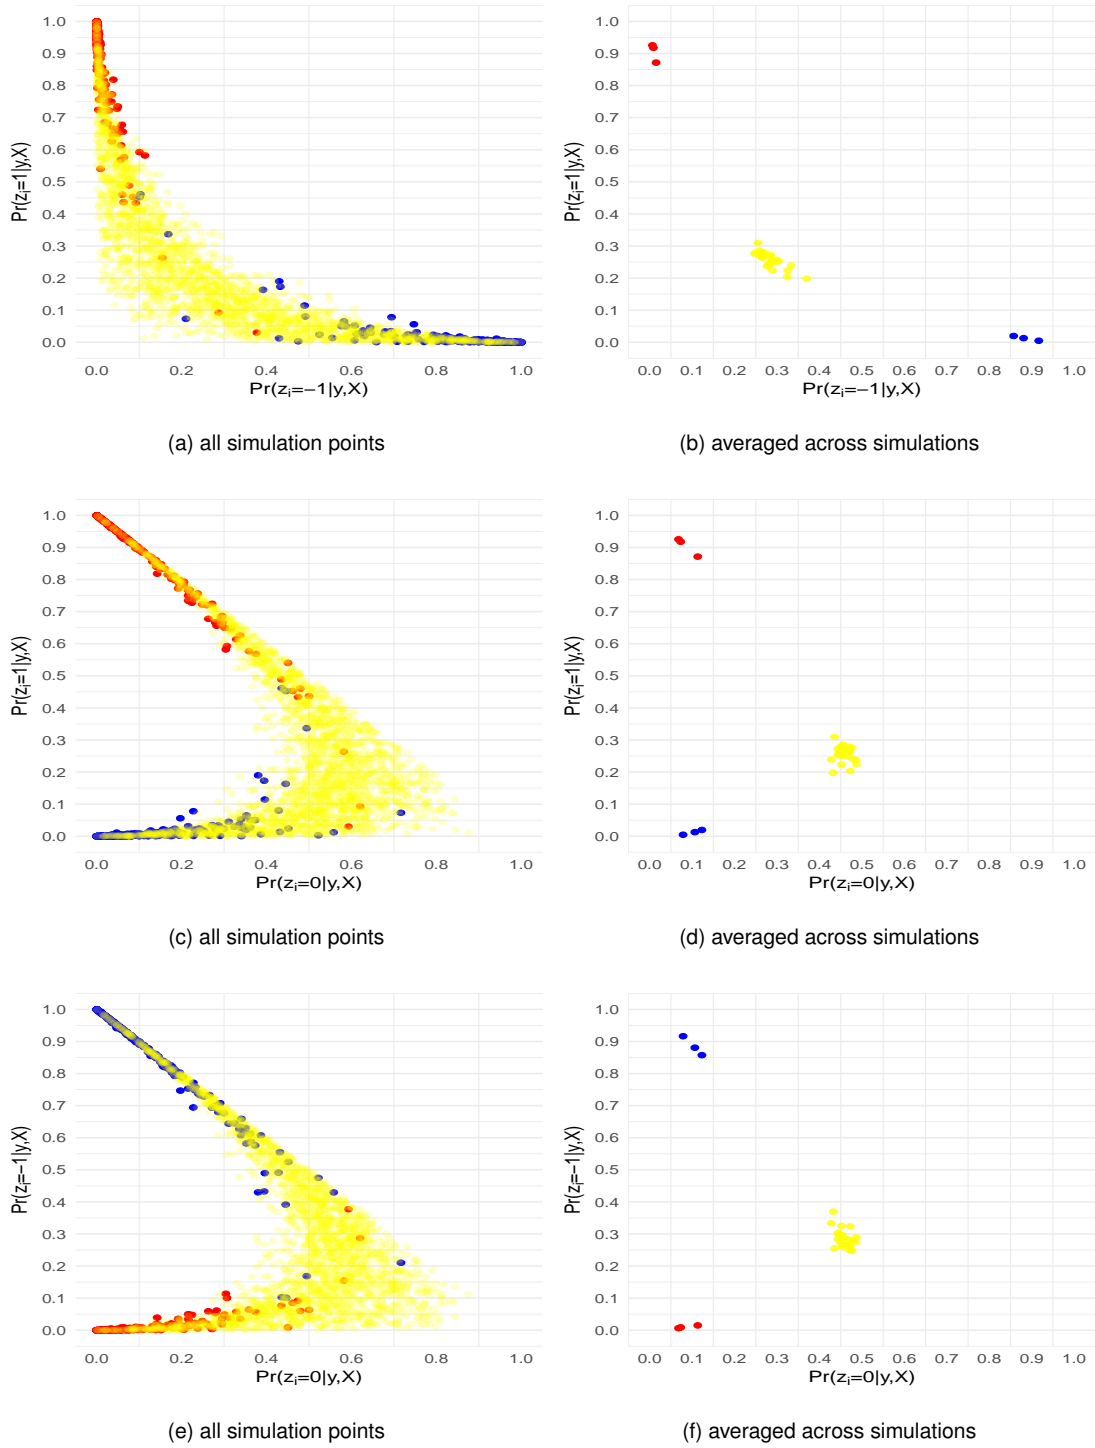 1.0
0.9
0.8
0.7
0.6
0.5
0.4
0.3
0.2
0.1
0.0
Pr(zᵢ=1|y,X)
0.0 0.2 0.4 0.6 0.8 1.0
Pr(zᵢ=−1|y,X)
(a) all simulation points
1.0
0.9
0.8
0.7
0.6
0.5
0.4
0.3
0.2
0.1
0.0
Pr(zᵢ=1|y,X)
0.0 0.1 0.2 0.3 0.4 0.5 0.6 0.7 0.8 0.9 1.0
Pr(zᵢ=−1|y,X)
(b) averaged across simulations
1.0
0.9
0.8
0.7
0.6
0.5
0.4
0.3
0.2
0.1
0.0
Pr(zᵢ=1|y,X)
0.0 0.2 0.4 0.6 0.8 1.0
Pr(zᵢ=0|y,X)
(c) all simulation points
1.0
0.9
0.8
0.7
0.6
0.5
0.4
0.3
0.2
0.1
0.0
Pr(zᵢ=1|y,X)
0.0 0.1 0.2 0.3 0.4 0.5 0.6 0.7 0.8 0.9 1.0
Pr(zᵢ=0|y,X)
(d) averaged across simulations
1.0
0.9
0.8
0.7
0.6
0.5
0.4
0.3
0.2
0.1
0.0
Pr(zᵢ=−1|y,X)
0.0 0.2 0.4 0.6 0.8 1.0
Pr(zᵢ=0|y,X)
(e) all simulation points
1.0
0.9
0.8
0.7
0.6
0.5
0.4
0.3
0.2
0.1
0.0
Pr(zᵢ=−1|y,X)
0.0 0.1 0.2 0.3 0.4 0.5 0.6 0.7 0.8 0.9 1.0
Pr(zᵢ=0|y,X)
(f) averaged across simulations